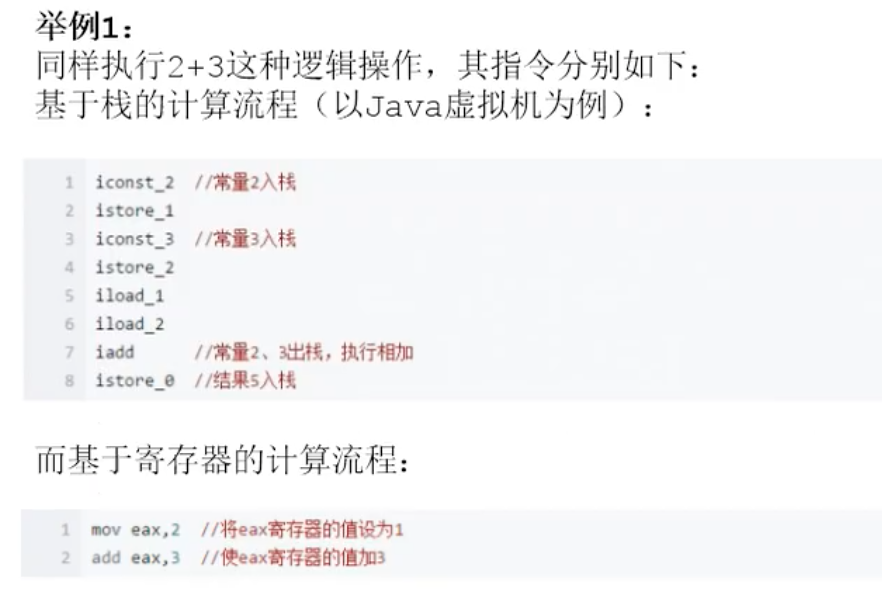 举例1：
同样执行2+3这种逻辑操作，其指令分别如下：
基于栈的计算流程（以Java虚拟机为例）：
1 iconst_2 //常量2入栈
2 istore_1
3 iconst_3 //常量3入栈
4 istore_2
5 iload_1
6 iload_2
7 iadd //常量2、3出栈，执行相加
8 istore_0 //结果5入栈
而基于寄存器的计算流程：
1 mov eax,2 //将eax寄存器的值设为1
2 add eax,3 //使eax寄存器的值加3